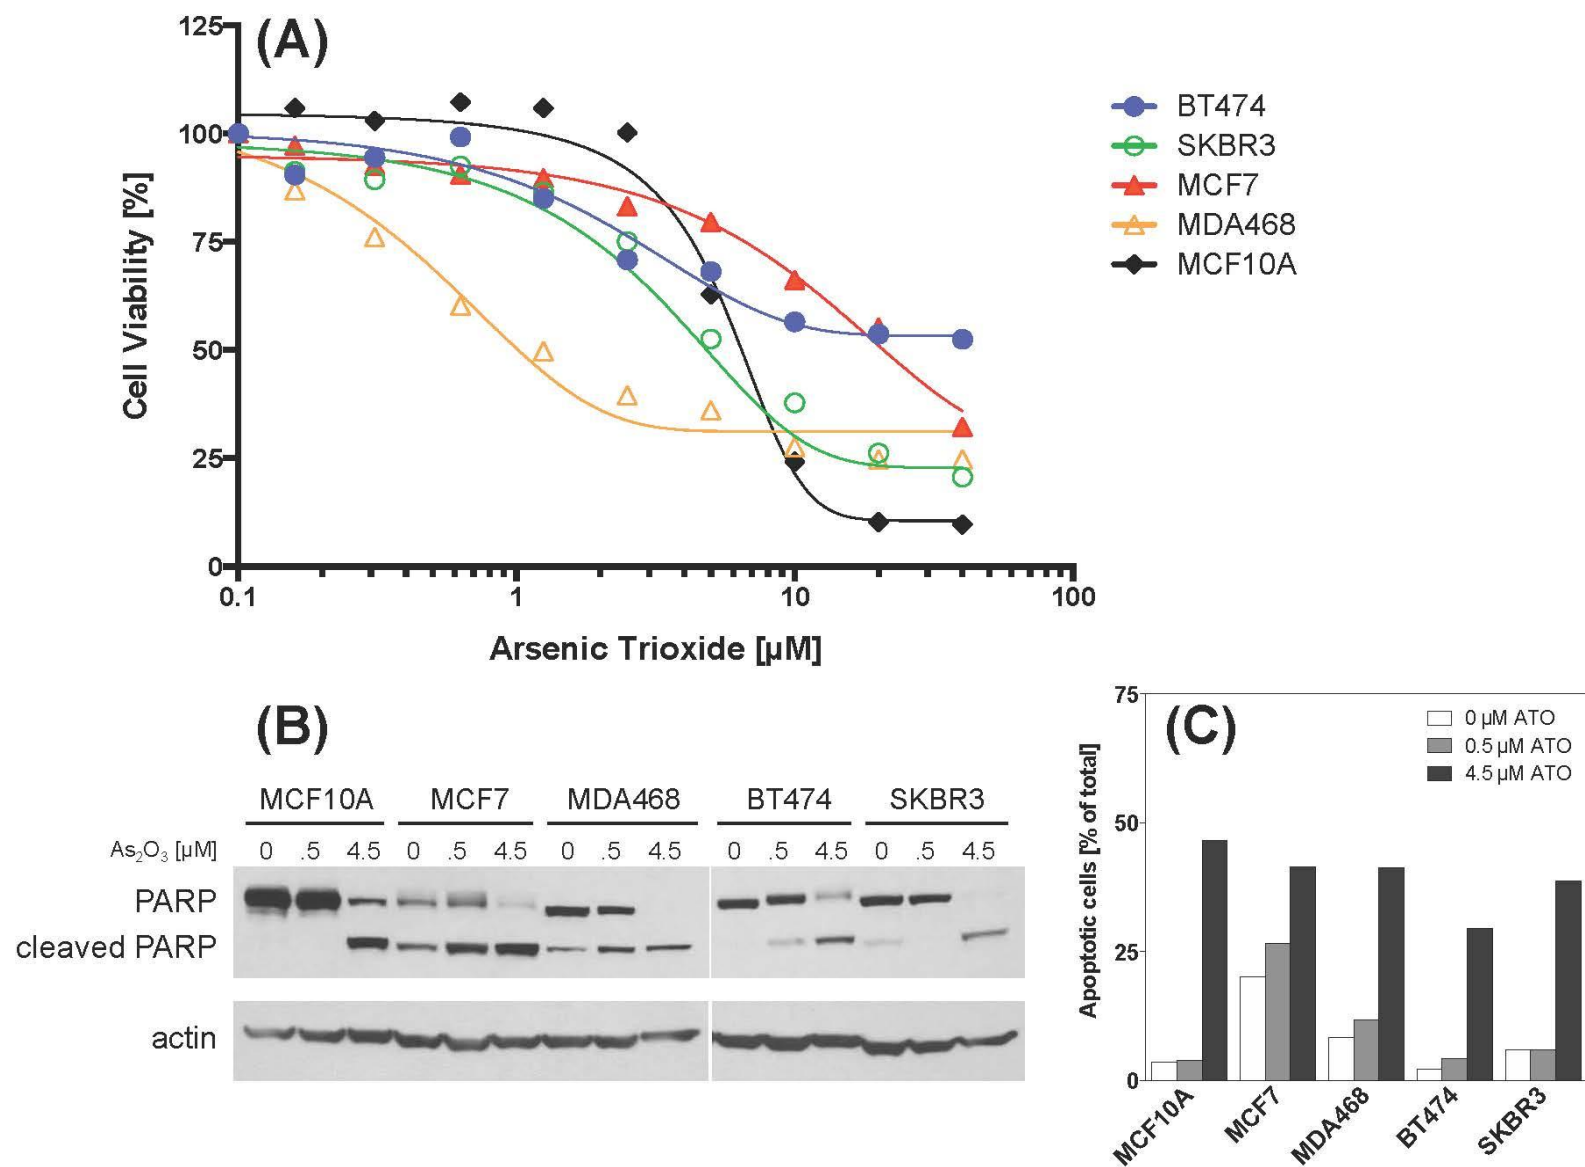 (A)
125
100
75
50
25
0
Cell Viability [%]
0.1
1
10
100
Arsenic Trioxide [µM]
BT474
SKBR3
MCF7
MDA468
MCF10A
(B)
MCF10A MCF7 MDA468 BT474 SKBR3
As₂O₃ [µM] 0 .5 4.5 0 .5 4.5 0 .5 4.5 0 .5 4.5 0 .5 4.5
PARP
cleaved PARP
actin
(C)
75
50
25
0
Apoptotic cells [% of total]
0 µM ATO
0.5 µM ATO
4.5 µM ATO
MCF10A
MCF7
MDA468
BT474
SKBR3